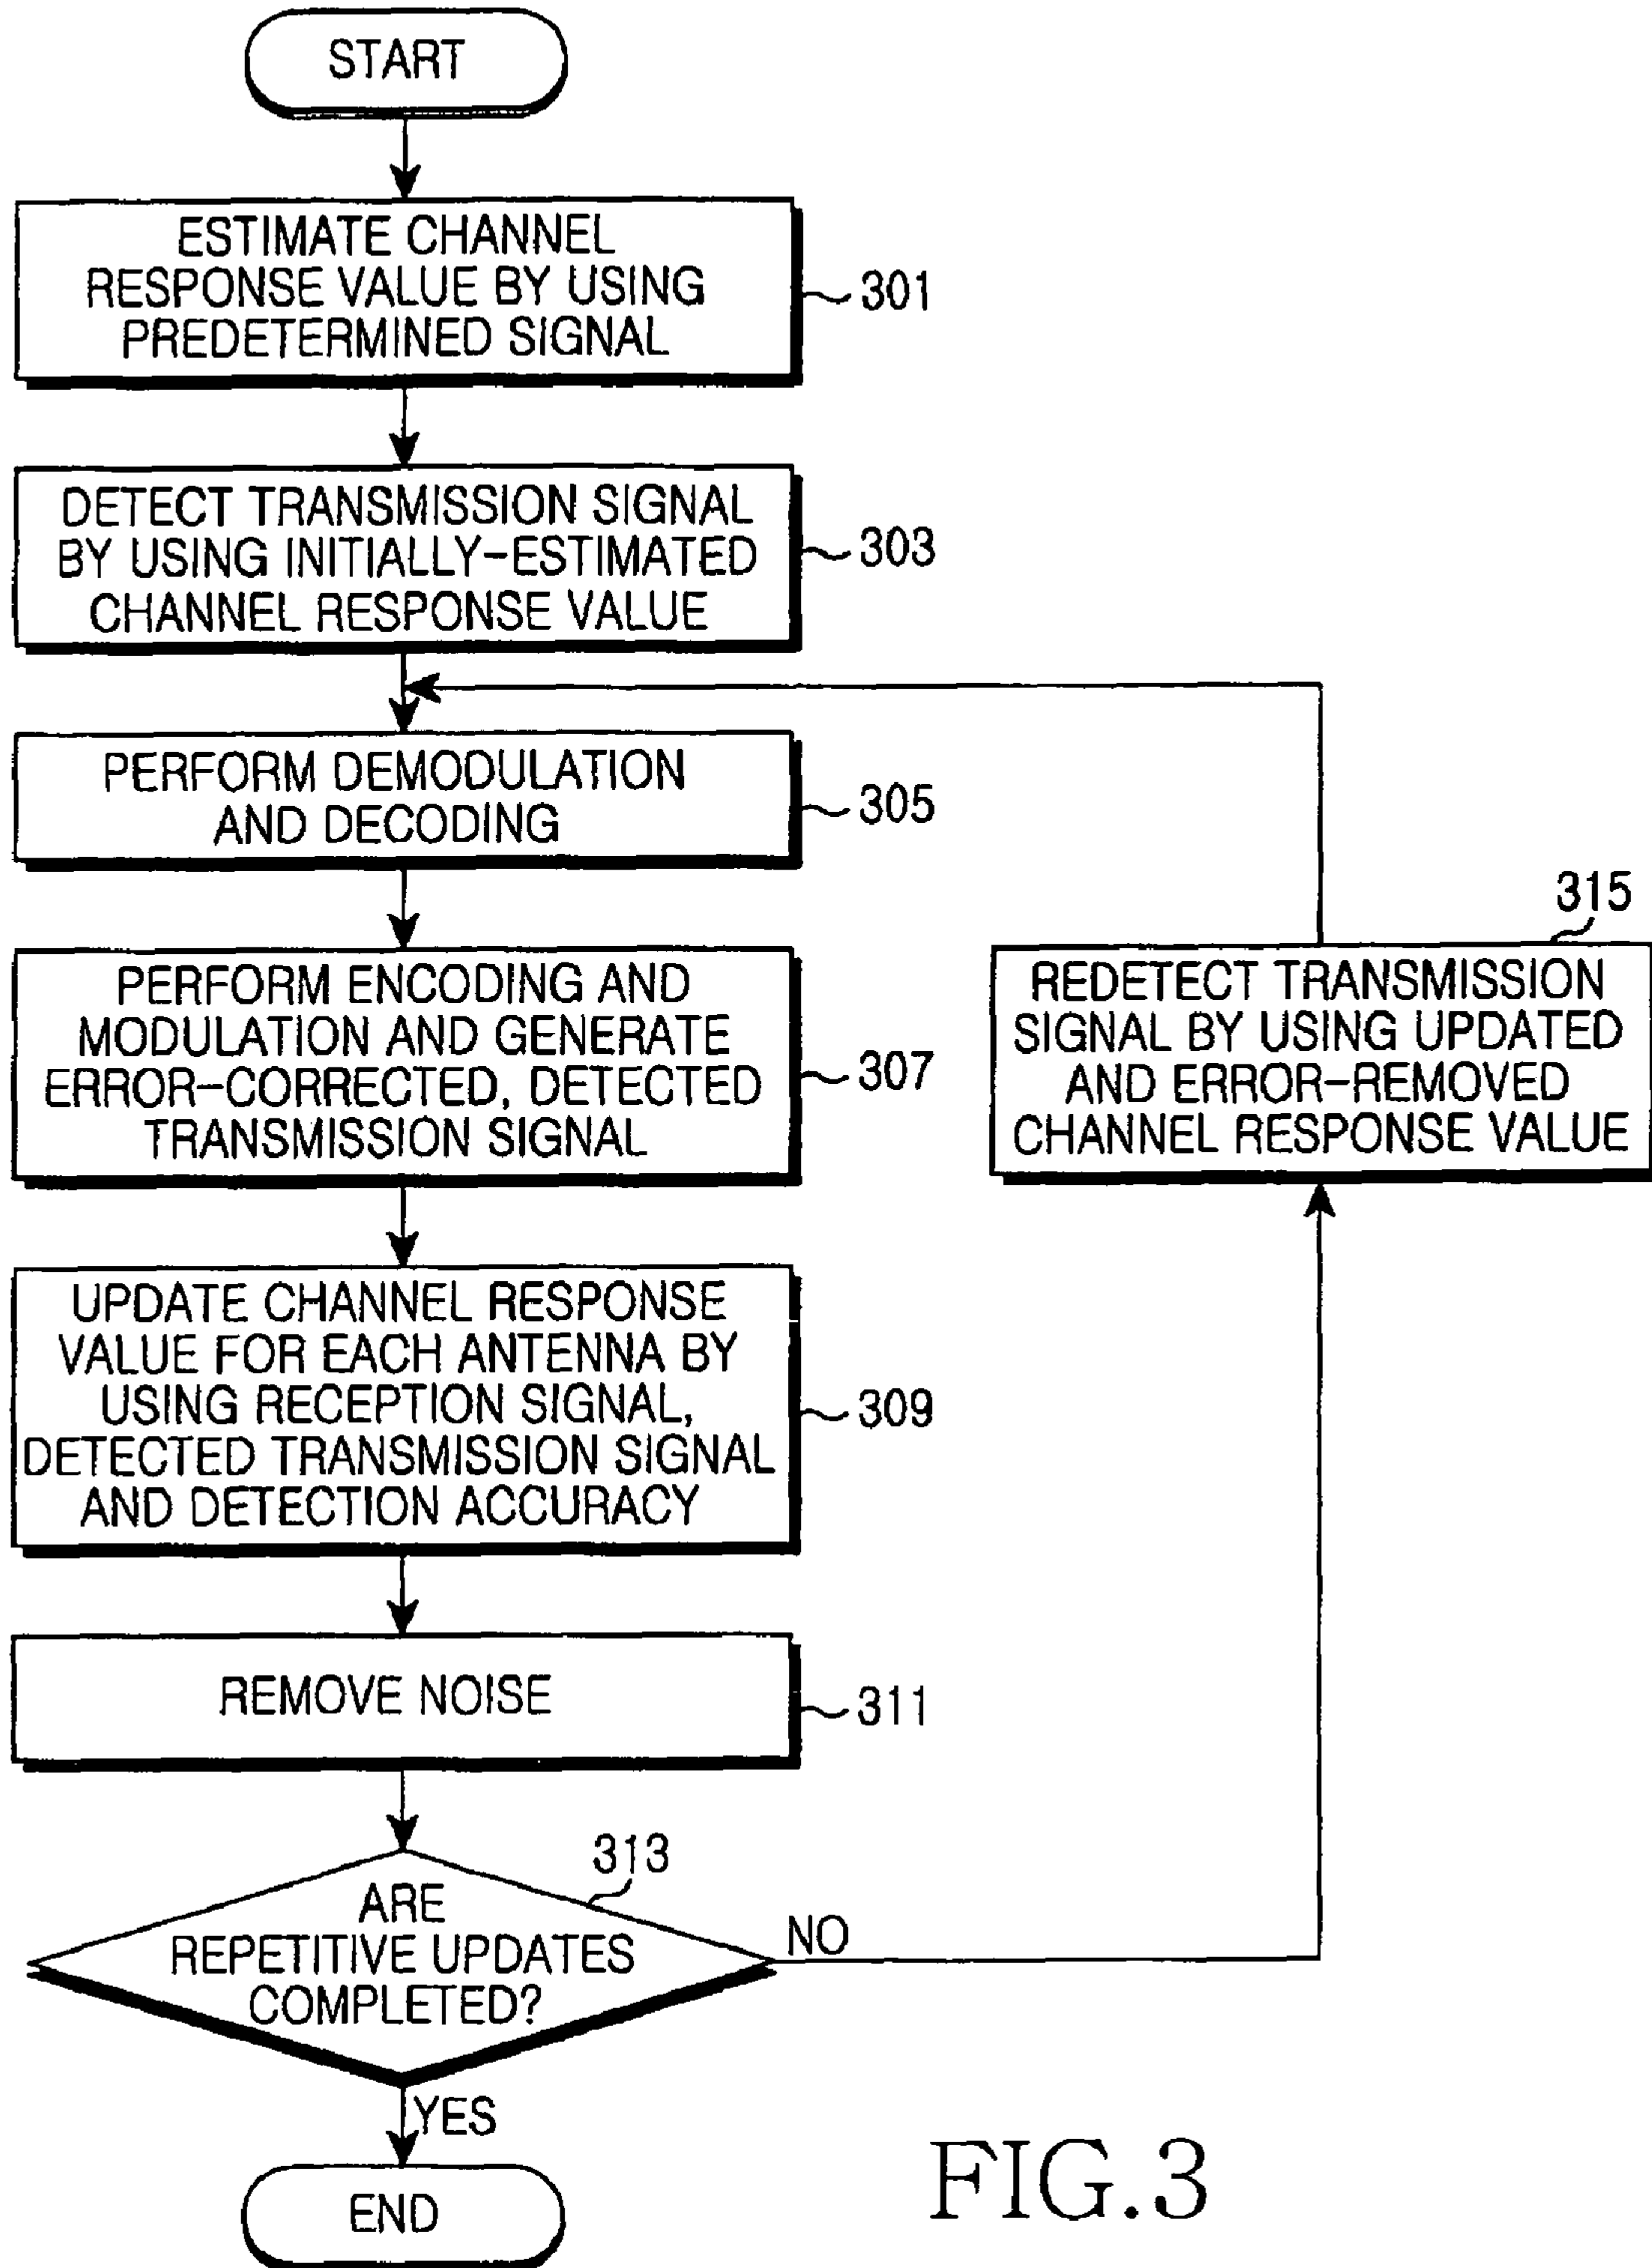 START
ESTIMATE CHANNEL
RESPONSE VALUE BY USING
PREDETERMINED SIGNAL
301
DETECT TRANSMISSION SIGNAL
BY USING INITIALLY-ESTIMATED
CHANNEL RESPONSE VALUE
303
PERFORM DEMODULATION
AND DECODING
305
PERFORM ENCODING AND
MODULATION AND GENERATE
ERROR-CORRECTED, DETECTED
TRANSMISSION SIGNAL
307
315
REDETECT TRANSMISSION
SIGNAL BY USING UPDATED
AND ERROR-REMOVED
CHANNEL RESPONSE VALUE
UPDATE CHANNEL RESPONSE
VALUE FOR EACH ANTENNA BY
USING RECEPTION SIGNAL,
DETECTED TRANSMISSION SIGNAL
AND DETECTION ACCURACY
309
REMOVE NOISE
311
313
ARE
REPETITIVE UPDATES
COMPLETED?
NO
YES
END
FIG.3